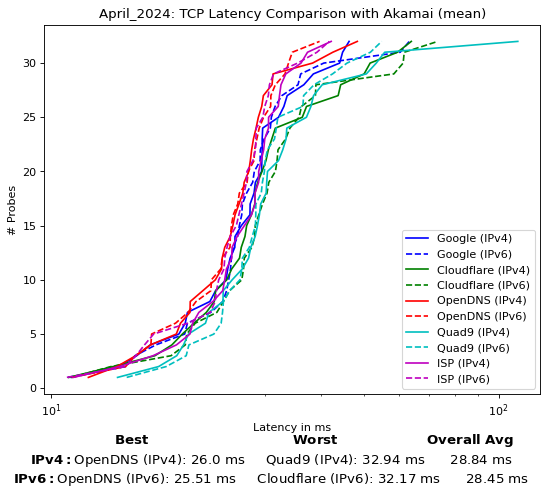 April_2024: TCP Latency Comparison with Akamai (mean)
# Probes
30
25
20
15
10
5
0
Google (IPv4)
Google (IPv6)
Cloudflare (IPv4)
Cloudflare (IPv6)
OpenDNS (IPv4)
OpenDNS (IPv6)
Quad9 (IPv4)
Quad9 (IPv6)
ISP (IPv4)
ISP (IPv6)
10¹ 10²
Latency in ms
Best Worst Overall Avg
IPv4: OpenDNS (IPv4): 26.0 ms Quad9 (IPv4): 32.94 ms 28.84 ms
IPv6: OpenDNS (IPv6): 25.51 ms Cloudflare (IPv6): 32.17 ms 28.45 ms